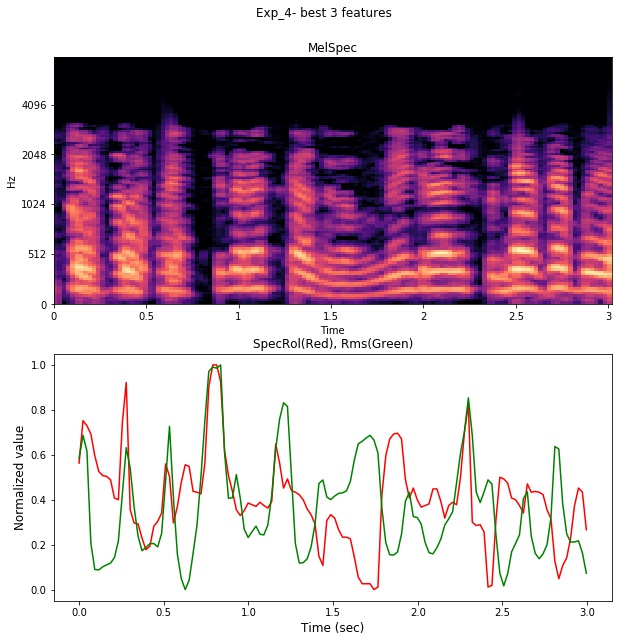 Exp_4- best 3 features
MelSpec
4096
2048
1024
512
0
Hz
0 0.5 1 1.5 2 2.5 3
Time
SpecRol(Red), Rms(Green)
1.0
0.8
0.6
0.4
0.2
0.0
Normalized value
0.0 0.5 1.0 1.5 2.0 2.5 3.0
Time (sec)